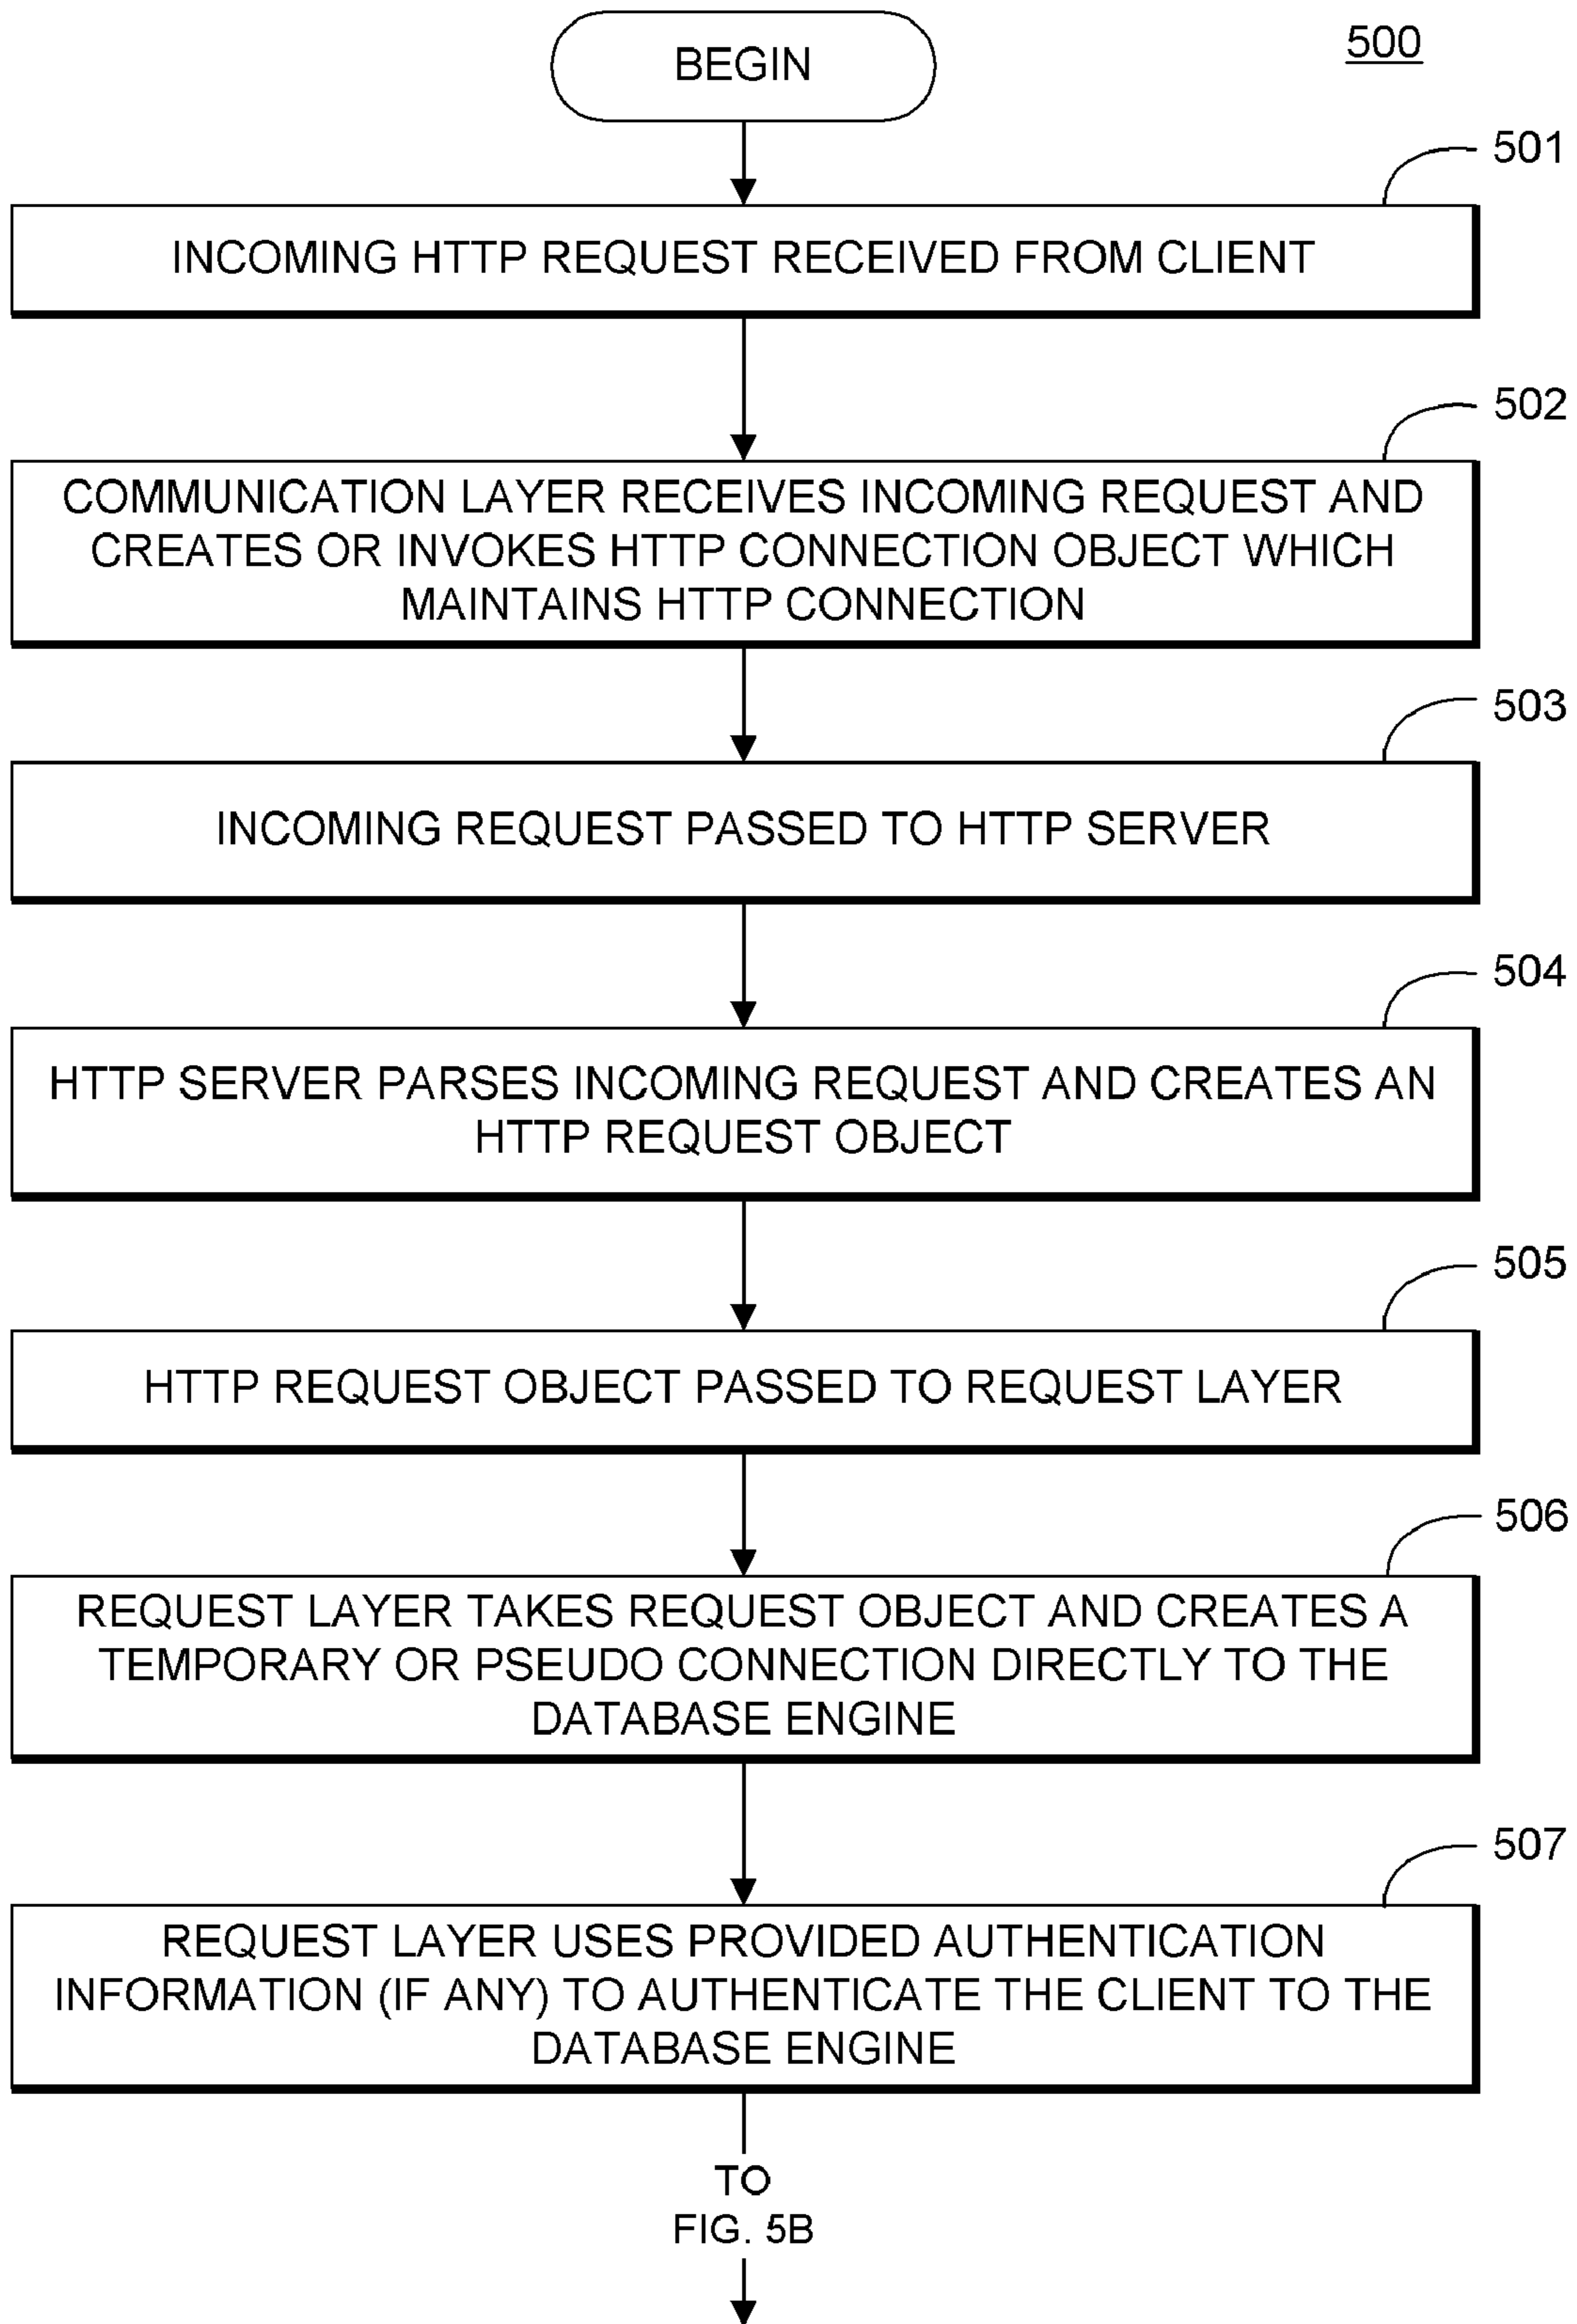 BEGIN
500
501
INCOMING HTTP REQUEST RECEIVED FROM CLIENT
502
COMMUNICATION LAYER RECEIVES INCOMING REQUEST AND
CREATES OR INVOKES HTTP CONNECTION OBJECT WHICH
MAINTAINS HTTP CONNECTION
503
INCOMING REQUEST PASSED TO HTTP SERVER
504
HTTP SERVER PARSES INCOMING REQUEST AND CREATES AN
HTTP REQUEST OBJECT
505
HTTP REQUEST OBJECT PASSED TO REQUEST LAYER
506
REQUEST LAYER TAKES REQUEST OBJECT AND CREATES A
TEMPORARY OR PSEUDO CONNECTION DIRECTLY TO THE
DATABASE ENGINE
507
REQUEST LAYER USES PROVIDED AUTHENTICATION
INFORMATION (IF ANY) TO AUTHENTICATE THE CLIENT TO THE
DATABASE ENGINE
TO
FIG. 5B